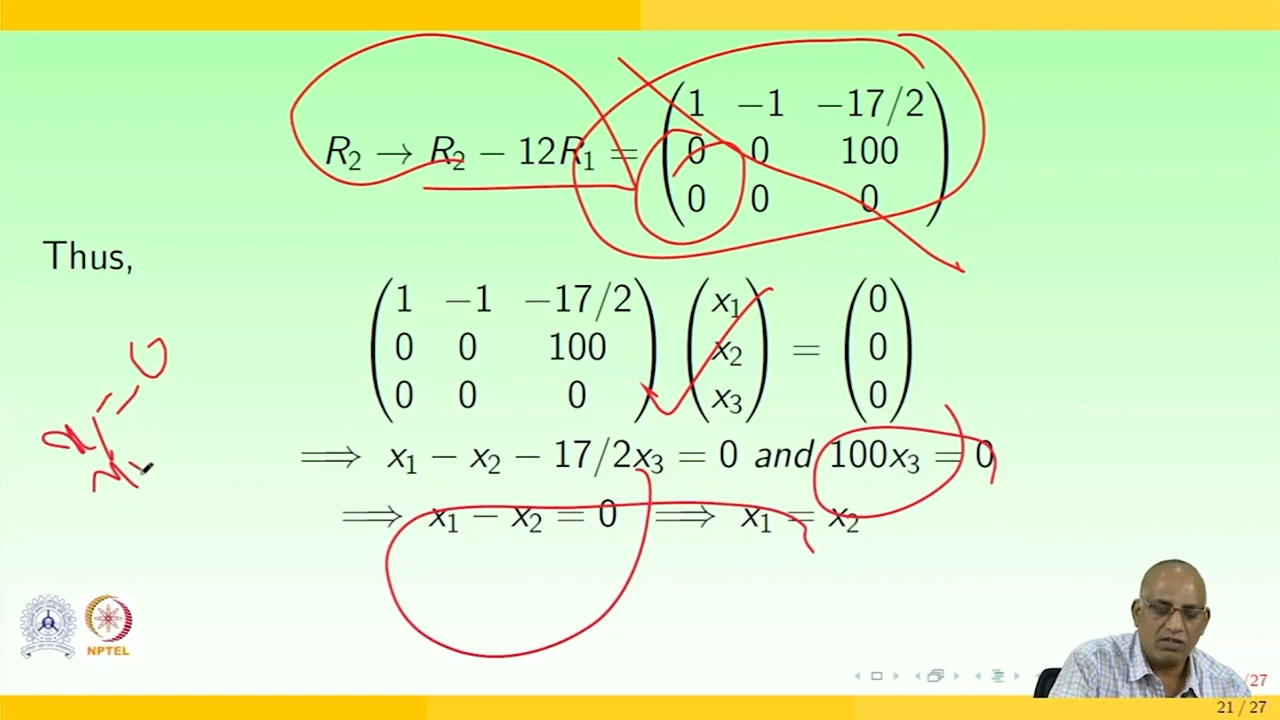 R₂ → R₂ − 12R₁ = ( 1 −1 −17/2
0 0 100
0 0 0 )
Thus,
( 1 −1 −17/2 ) ( x₁ ) = ( 0 )
( 0 0 100 ) ( x₂ ) ( 0 )
( 0 0 0 ) ( x₃ ) ( 0 )
⟹ x₁ − x₂ − 17/2x₃ = 0 and 100x₃ = 0
⟹ x₁ − x₂ = 0 ⟹ x₁ = x₂
NPTEL
/27
21 / 27